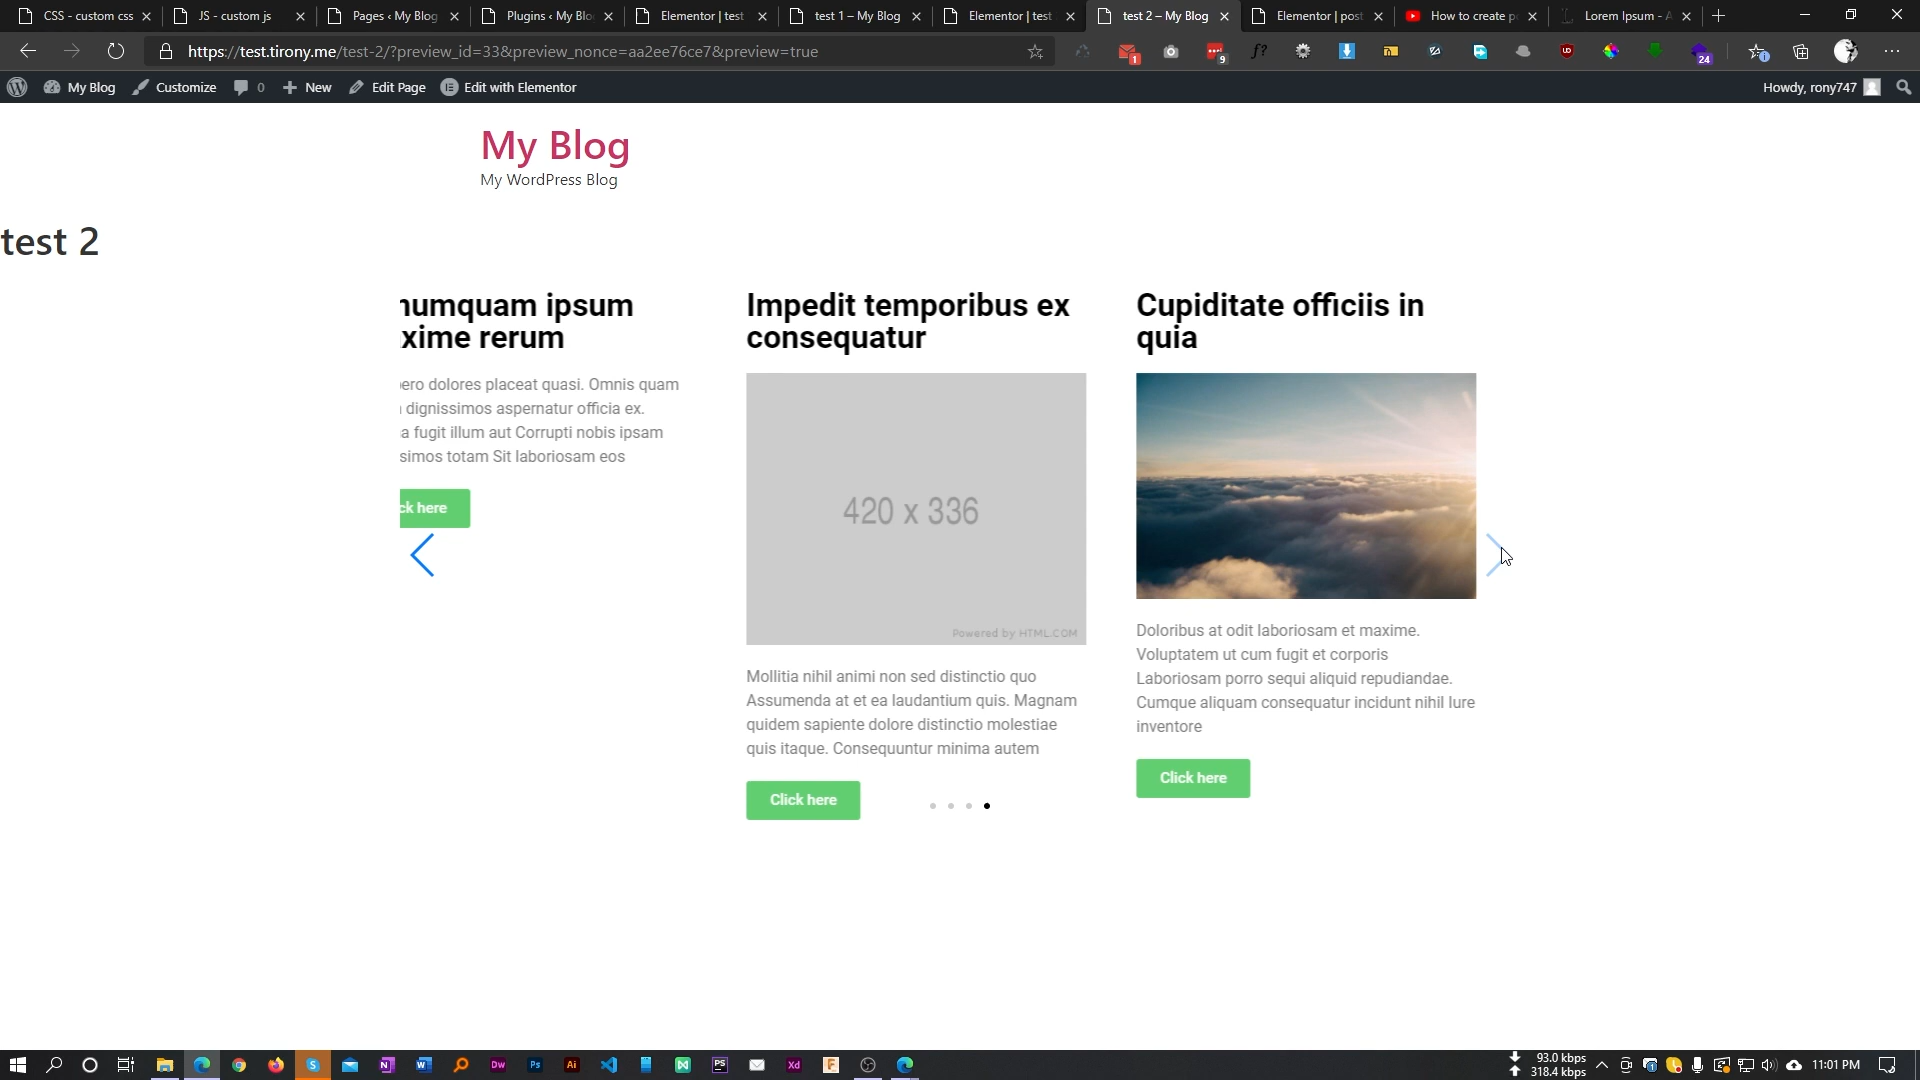 CSS - custom css
JS - custom js
Pages ‹ My Blog
Plugins ‹ My Blo
Elementor | test
test 1 – My Blog
Elementor | test
test 2 – My Blog
Elementor | post
How to create p
Lorem Ipsum - A
https://test.tirony.me/test-2/?preview_id=33&preview_nonce=aa2ee76ce7&preview=true
1
9
f?
24
My Blog
Customize
0
New
Edit Page
Edit with Elementor
Howdy, rony747
My Blog
My WordPress Blog
test 2
numquam ipsum
xime rerum
ero dolores placeat quasi. Omnis quam
dignissimos aspernatur officia ex.
a fugit illum aut Corrupti nobis ipsam
simos totam Sit laboriosam eos
ck here
Impedit temporibus ex
consequatur
420 x 336
Powered by HTML.COM
Mollitia nihil animi non sed distinctio quo
Assumenda at et ea laudantium quis. Magnam
quidem sapiente dolore distinctio molestiae
quis itaque. Consequuntur minima autem
Click here
Cupiditate officiis in
quia
Doloribus at odit laboriosam et maxime.
Voluptatem ut cum fugit et corporis
Laboriosam porro sequi aliquid repudiandae.
Cumque aliquam consequatur incidunt nihil Iure
inventore
Click here
93.0 kbps
318.4 kbps
11:01 PM